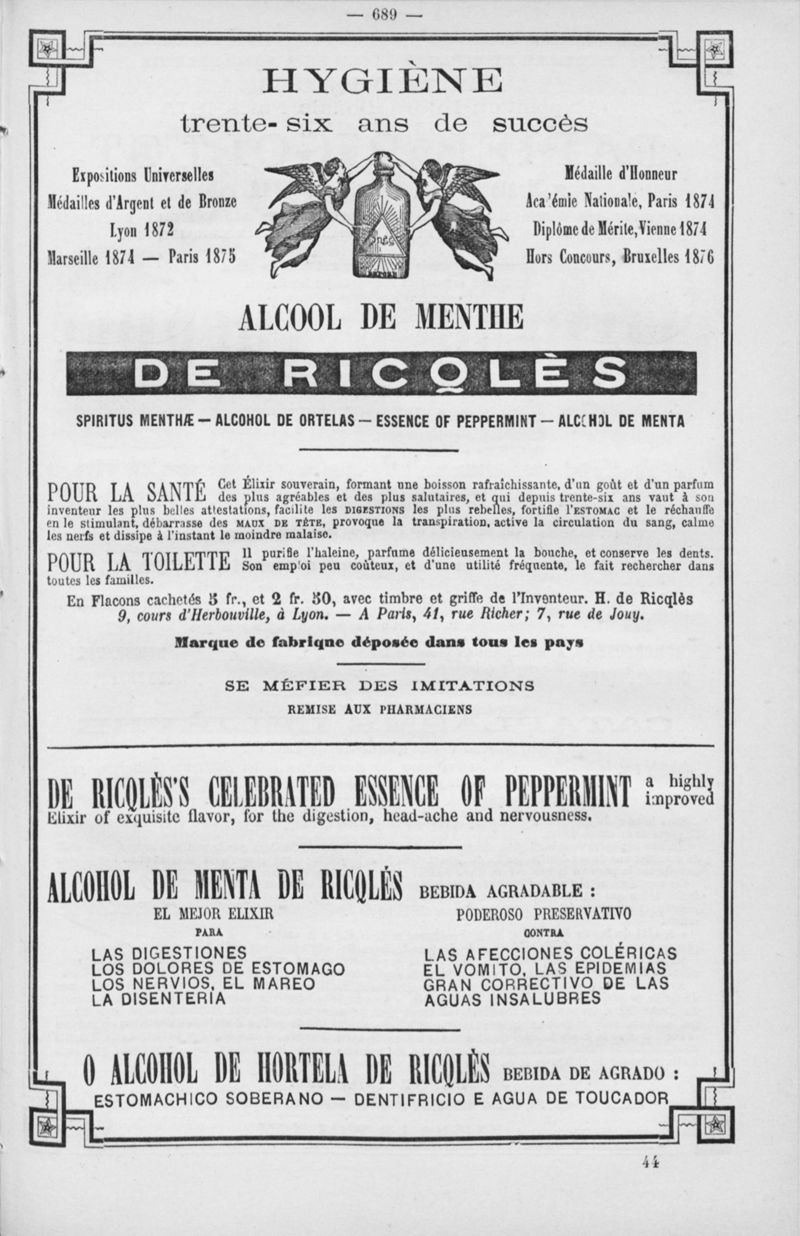 — 689 —
HYGIÈNE
trente-six ans de succès
Expositions Universelles
Médailles d'Argent et de Bronze
Lyon 1872
Marseille 1874 — Paris 1875
Médaille d'Honneur
Aca'émie Nationale, Paris 1874
Diplôme de Mérite, Vienne 1874
Hors Concours, Bruxelles 1876
ALCOOL DE MENTHE
DE RICQLÈS
SPIRITUS MENTHÆ — ALCOHOL DE ORTELAS — ESSENCE OF PEPPERMINT — ALCOHOL DE MENTA
POUR LA SANTÉ Cet Élixir souverain, formant une boisson rafraîchissante, d'un goût et d'un parfum
des plus agréables et des plus salutaires, et qui depuis trente-six ans vaut à son
inventeur les plus belles attestations, facilite les DIGESTIONS les plus rebelles, fortifie l'ESTOMAC et le réchauffe
en le stimulant, débarrasse des MAUX DE TÊTE, provoque la transpiration, active la circulation du sang, calme
les nerfs et dissipe à l'instant le moindre malaise.
POUR LA TOILETTE Il purifie l'haleine, parfume délicieusement la bouche, et conserve les dents.
Son emp'oi peu coûteux, et d'une utilité fréquente, le fait rechercher dans
toutes les familles.
En Flacons cachetés 5 fr., et 2 fr. 50, avec timbre et griffe de l'Inventeur. H. de Ricqlès
9, cours d'Herbouville, à Lyon. — A Paris, 41, rue Richer; 7, rue de Jouy.
Marque de fabrique déposée dans tous les pays
SE MÉFIER DES IMITATIONS
REMISE AUX PHARMACIENS
DE RICQLÈS'S CELEBRATED ESSENCE OF PEPPERMINT a highly
improved
Elixir of exquisite flavor, for the digestion, head-ache and nervousness.
ALCOHOL DE MENTA DE RICQLÉS BEBIDA AGRADABLE :
EL MEJOR ELIXIR
PARA
LAS DIGESTIONES
LOS DOLORES DE ESTOMAGO
LOS NERVIOS, EL MAREO
LA DISENTERIA
PODEROSO PRESERVATIVO
CONTRA
LAS AFECCIONES COLÉRICAS
EL VOMITO, LAS EPIDEMIAS
GRAN CORRECTIVO DE LAS
AGUAS INSALUBRES
O ALCOHOL DE HORTELA DE RICQLÈS BEBIDA DE AGRADO :
ESTOMACHICO SOBERANO — DENTIFRICIO E AGUA DE TOUCADOR
44